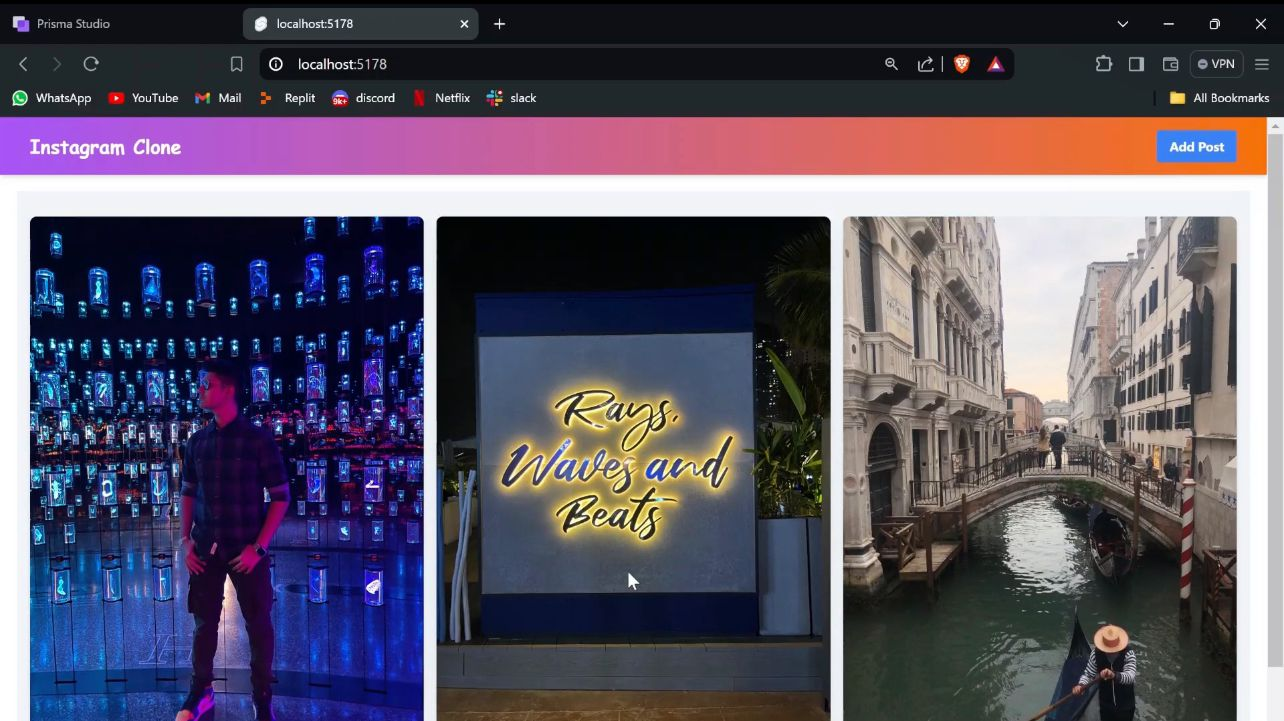 Prisma Studio
localhost:5178
localhost:5178
VPN
WhatsApp
YouTube
Mail
Replit
9K+
discord
Netflix
slack
All Bookmarks
Instagram Clone
Add Post
Rays,
Waves and
Beats